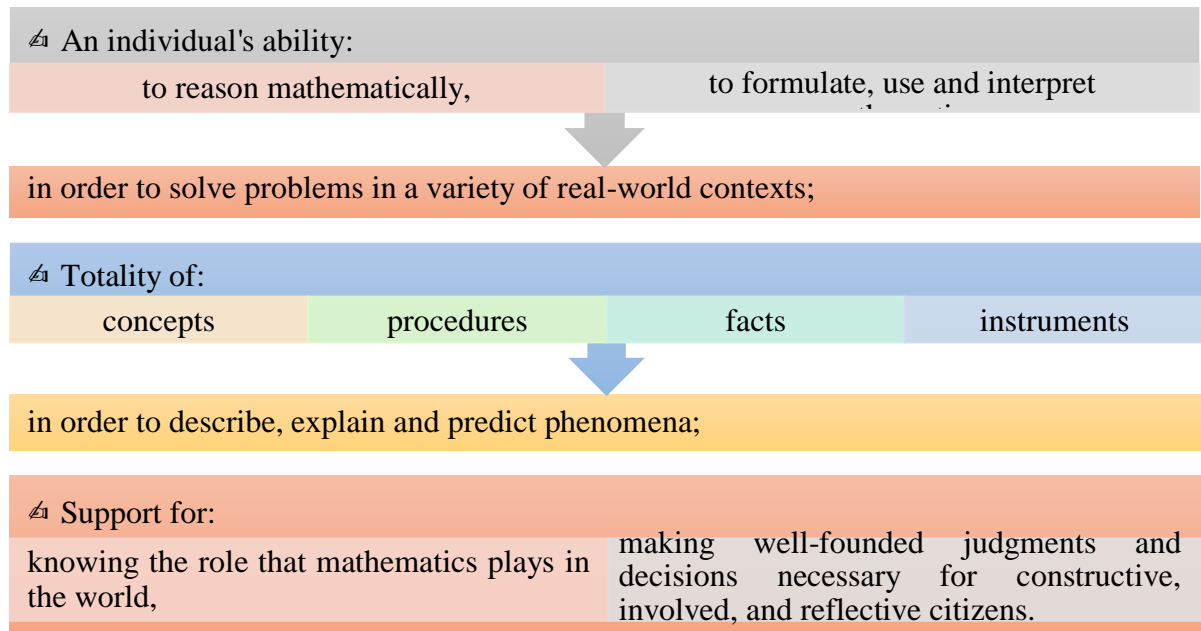 ✍ An individual's ability:
to reason mathematically,
to formulate, use and interpret
in order to solve problems in a variety of real-world contexts;
✍ Totality of:
concepts
procedures
facts
instruments
in order to describe, explain and predict phenomena;
✍ Support for:
knowing the role that mathematics plays in
the world,
making well-founded judgments and
decisions necessary for constructive,
involved, and reflective citizens.